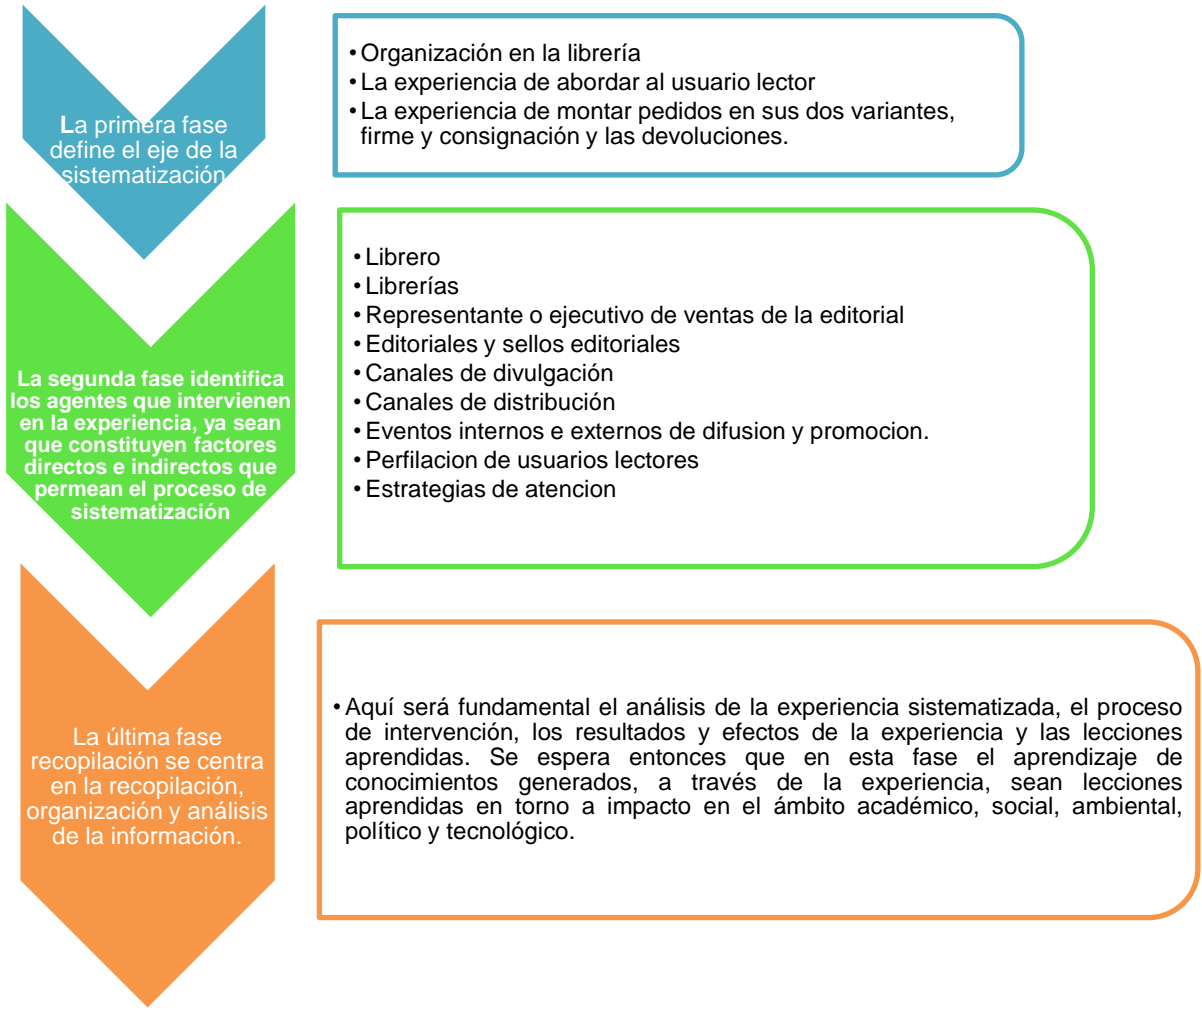 La primera fase
define el eje de la
sistematización
• Organización en la librería
• La experiencia de abordar al usuario lector
• La experiencia de montar pedidos en sus dos variantes,
firme y consignación y las devoluciones.
La segunda fase identifica
los agentes que intervienen
en la experiencia, ya sean
que constituyen factores
directos e indirectos que
permean el proceso de
sistematización
• Librero
• Librerías
• Representante o ejecutivo de ventas de la editorial
• Editoriales y sellos editoriales
• Canales de divulgación
• Canales de distribución
• Eventos internos e externos de difusion y promocion.
• Perfilacion de usuarios lectores
• Estrategias de atencion
La última fase
recopilación se centra
en la recopilación,
organización y análisis
de la información.
• Aquí será fundamental el análisis de la experiencia sistematizada, el proceso
de intervención, los resultados y efectos de la experiencia y las lecciones
aprendidas. Se espera entonces que en esta fase el aprendizaje de
conocimientos generados, a través de la experiencia, sean lecciones
aprendidas en torno a impacto en el ámbito académico, social, ambiental,
político y tecnológico.